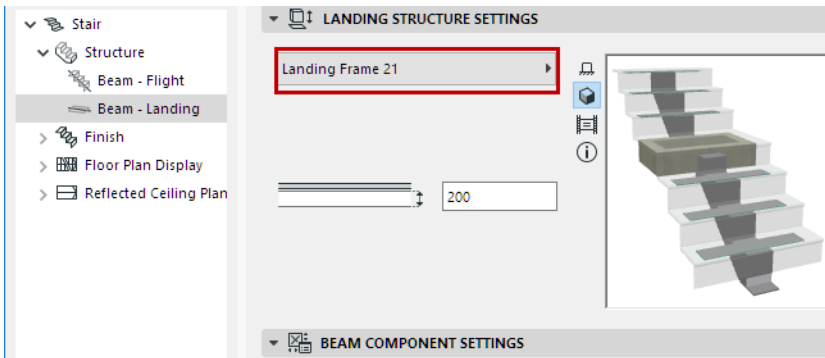 Stair
Structure
Beam - Flight
Beam - Landing
Finish
Floor Plan Display
Reflected Ceiling Plan
LANDING STRUCTURE SETTINGS
Landing Frame 21
200
BEAM COMPONENT SETTINGS